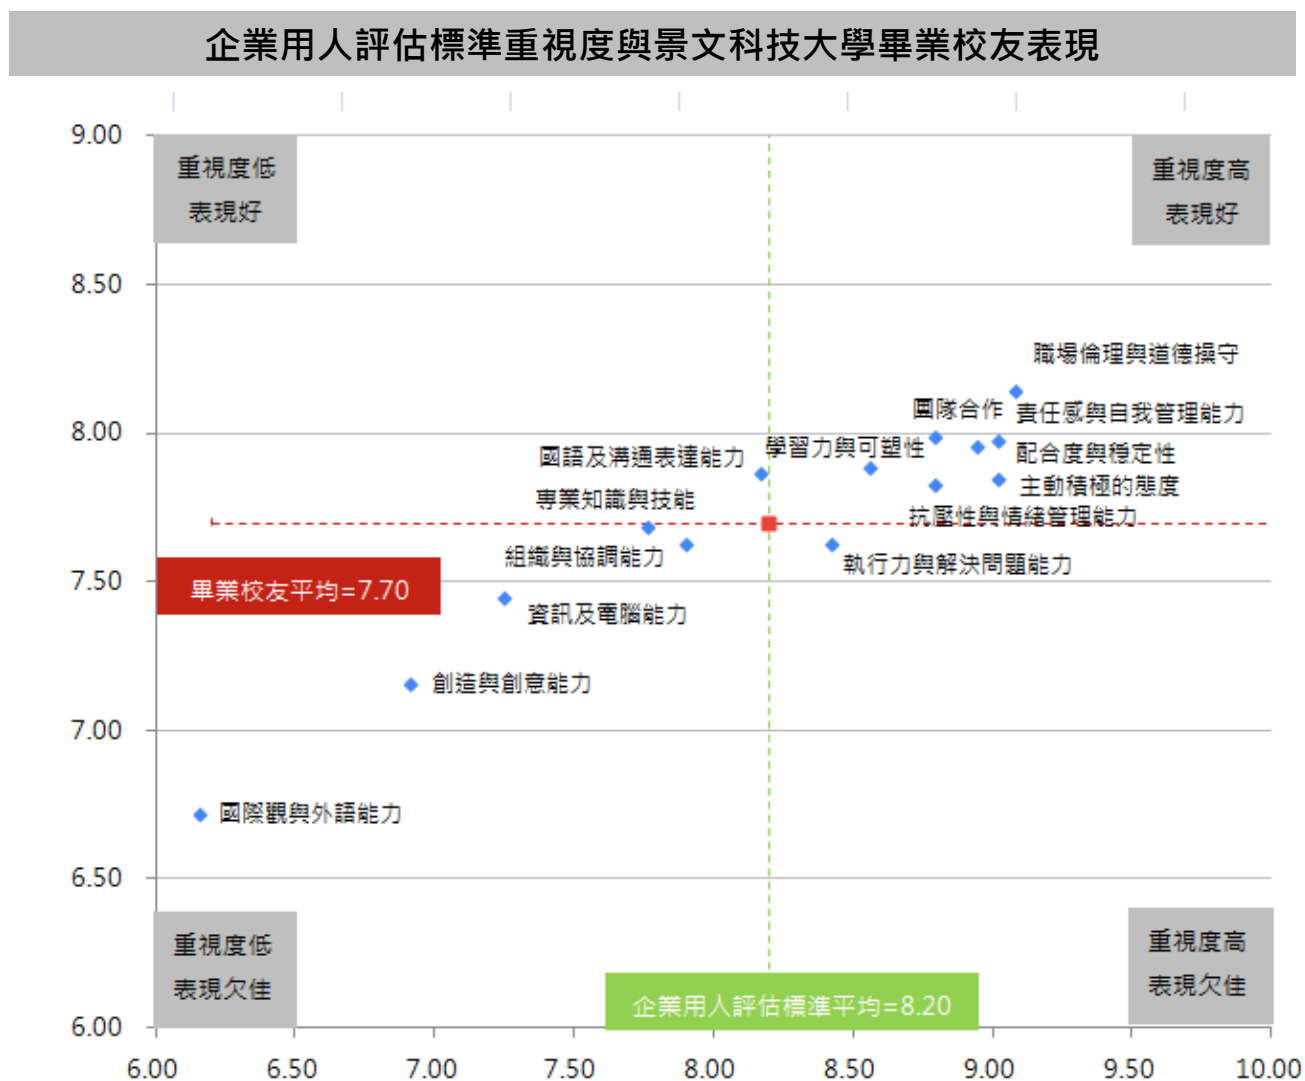 企業用人評估標準重視度與景文科技大學畢業校友表現
9.00
重視度低
表現好
重視度高
表現好
8.50
職場倫理與道德操守
團隊合作
責任感與自我管理能力
8.00
國語及溝通表達能力
學習力與可塑性
配合度與穩定性
主動積極的態度
專業知識與技能
抗壓性與情緒管理能力
組織與協調能力
執行力與解決問題能力
7.50
畢業校友平均=7.70
資訊及電腦能力
創造與創意能力
7.00
國際觀與外語能力
6.50
重視度低
表現欠佳
重視度高
表現欠佳
企業用人評估標準平均=8.20
6.00
6.00 6.50 7.00 7.50 8.00 8.50 9.00 9.50 10.00